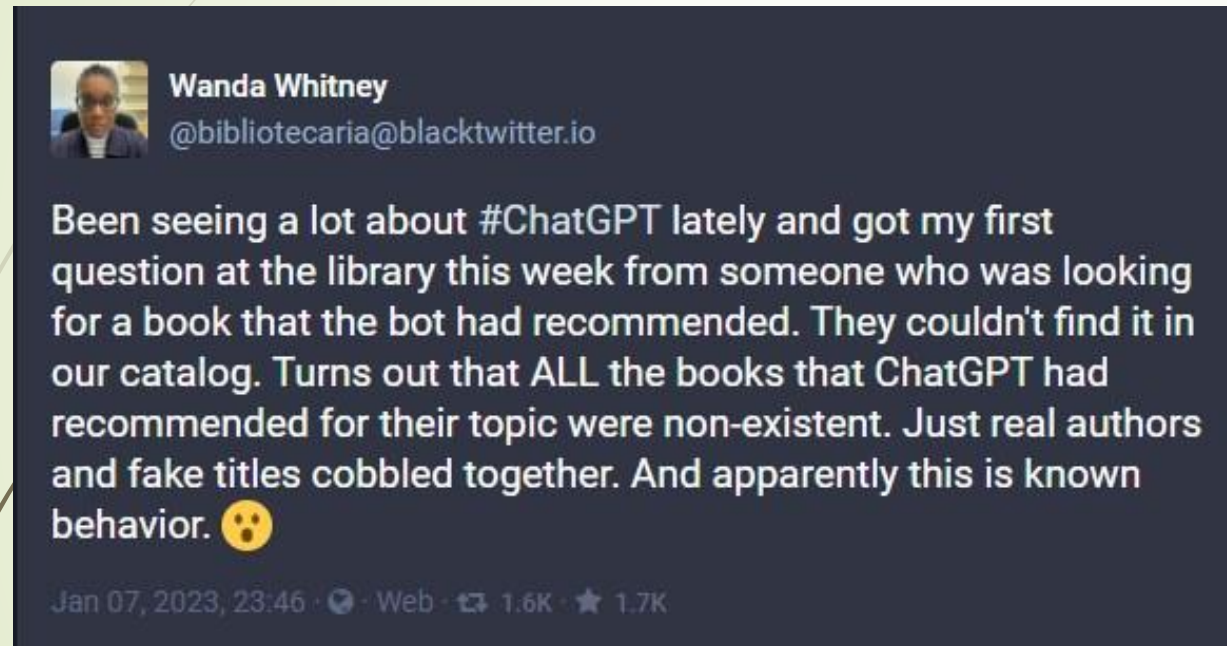 Wanda Whitney
@bibliotecaria@blacktwitter.io
Been seeing a lot about #ChatGPT lately and got my first
question at the library this week from someone who was looking
for a book that the bot had recommended. They couldn't find it in
our catalog. Turns out that ALL the books that ChatGPT had
recommended for their topic were non-existent. Just real authors
and fake titles cobbled together. And apparently this is known
behavior. 😮
Jan 07, 2023, 23:46 · Web · 1.6K · 1.7K